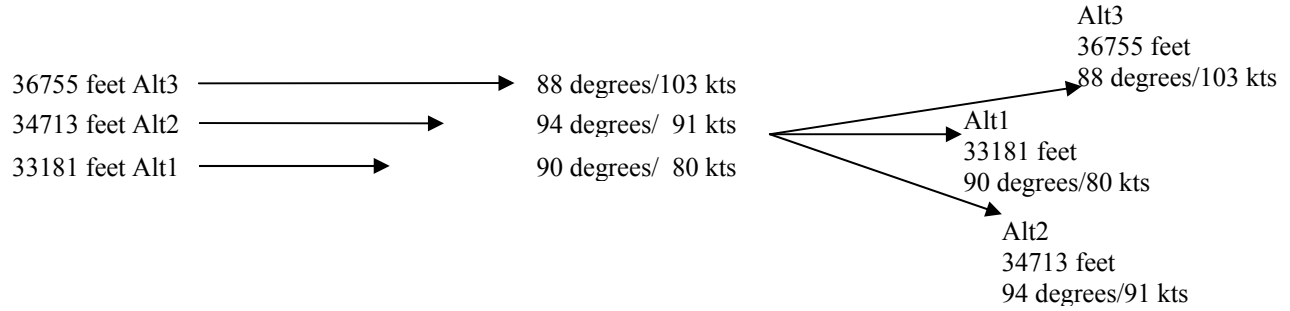 36755 feet Alt3 88 degrees/103 kts
34713 feet Alt2 94 degrees/ 91 kts
33181 feet Alt1 90 degrees/ 80 kts
Alt3
36755 feet
88 degrees/103 kts
Alt1
33181 feet
90 degrees/80 kts
Alt2
34713 feet
94 degrees/91 kts